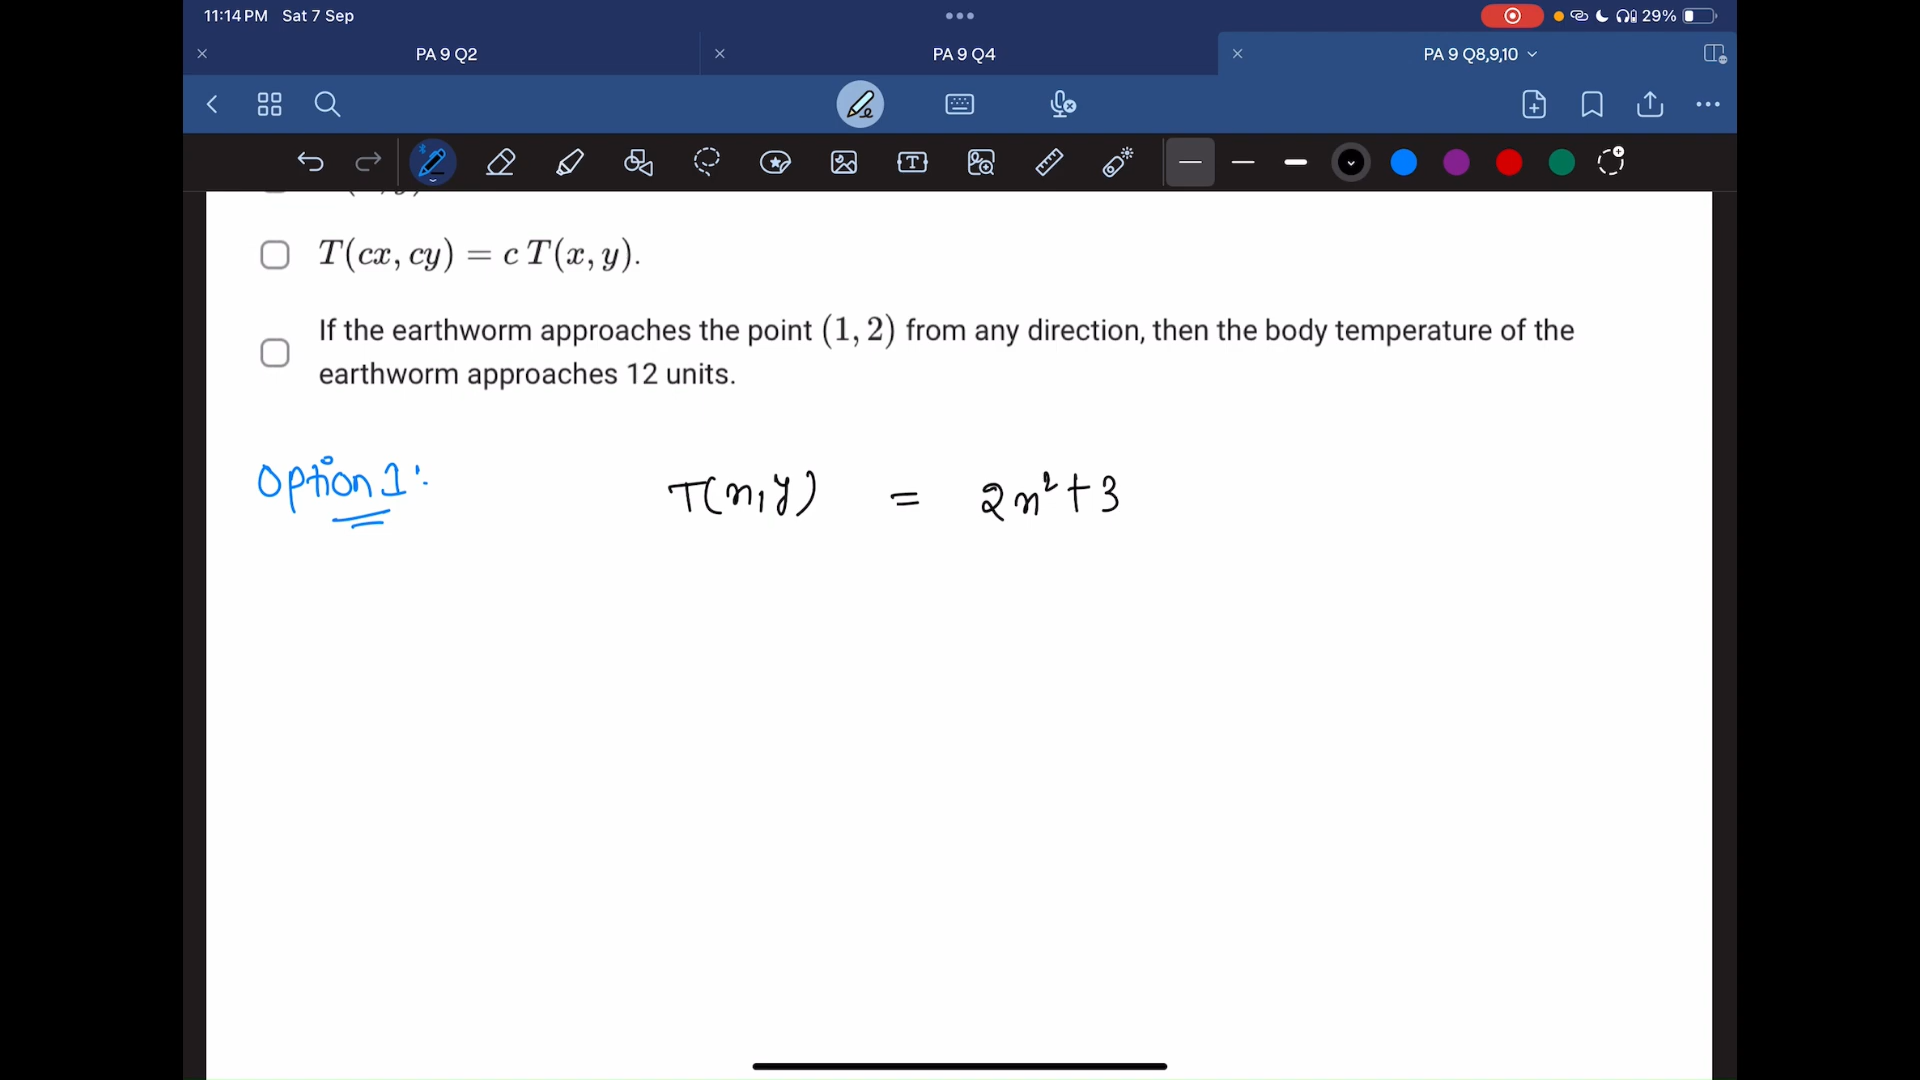 11:14 PM Sat 7 Sep
29%
PA 9 Q2
PA 9 Q4
PA 9 Q8,9,10
T(cx, cy) = c T(x, y).
If the earthworm approaches the point (1, 2) from any direction, then the body temperature of the
earthworm approaches 12 units.
Option 1:
T(x,y) = 2x²+3